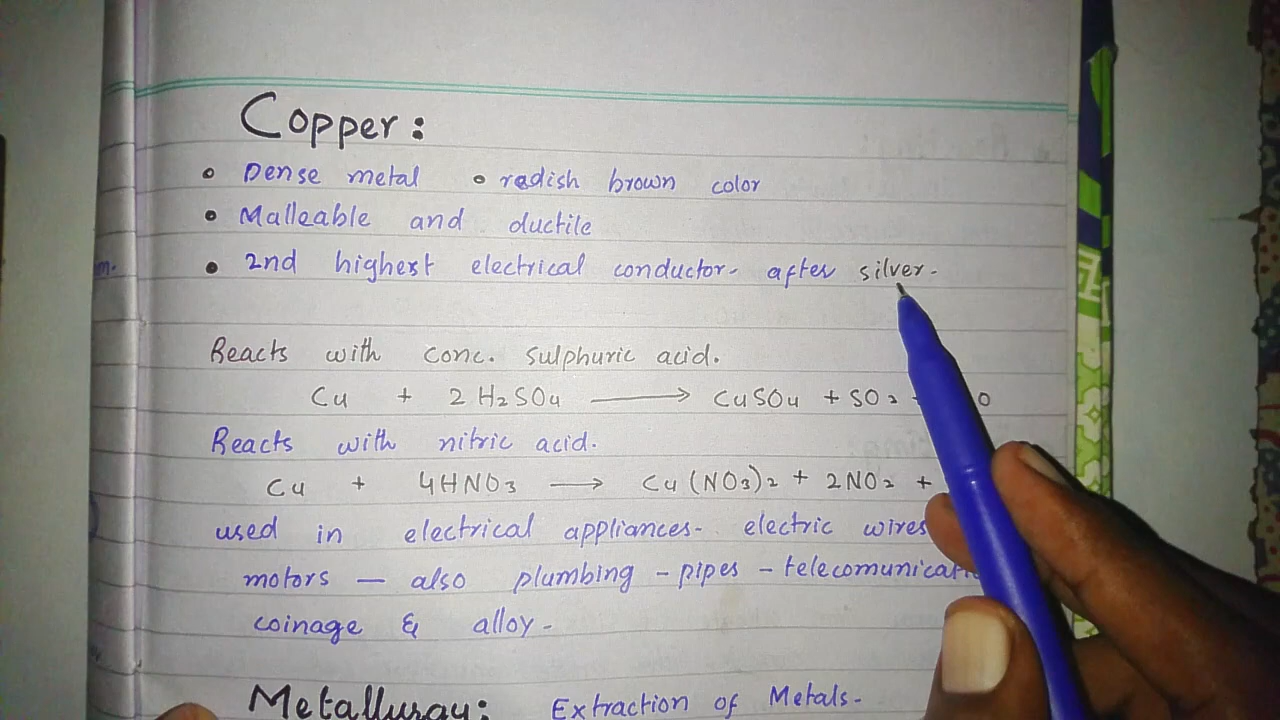 Copper:
• Dense metal • redish brown color
• Malleable and ductile
• 2nd highest electrical conductor- after silver-
Reacts with conc. sulphuric acid.
Cu + 2 H₂SO₄ ⟶ CuSO₄ + SO₂ + O
Reacts with nitric acid.
Cu + 4HNO₃ ⟶ Cu(NO₃)₂ + 2NO₂ +
used in electrical appliances- electric wires
motors — also plumbing - pipes - telecomunicati
coinage & alloy-
Metallurgy: Extraction of Metals-